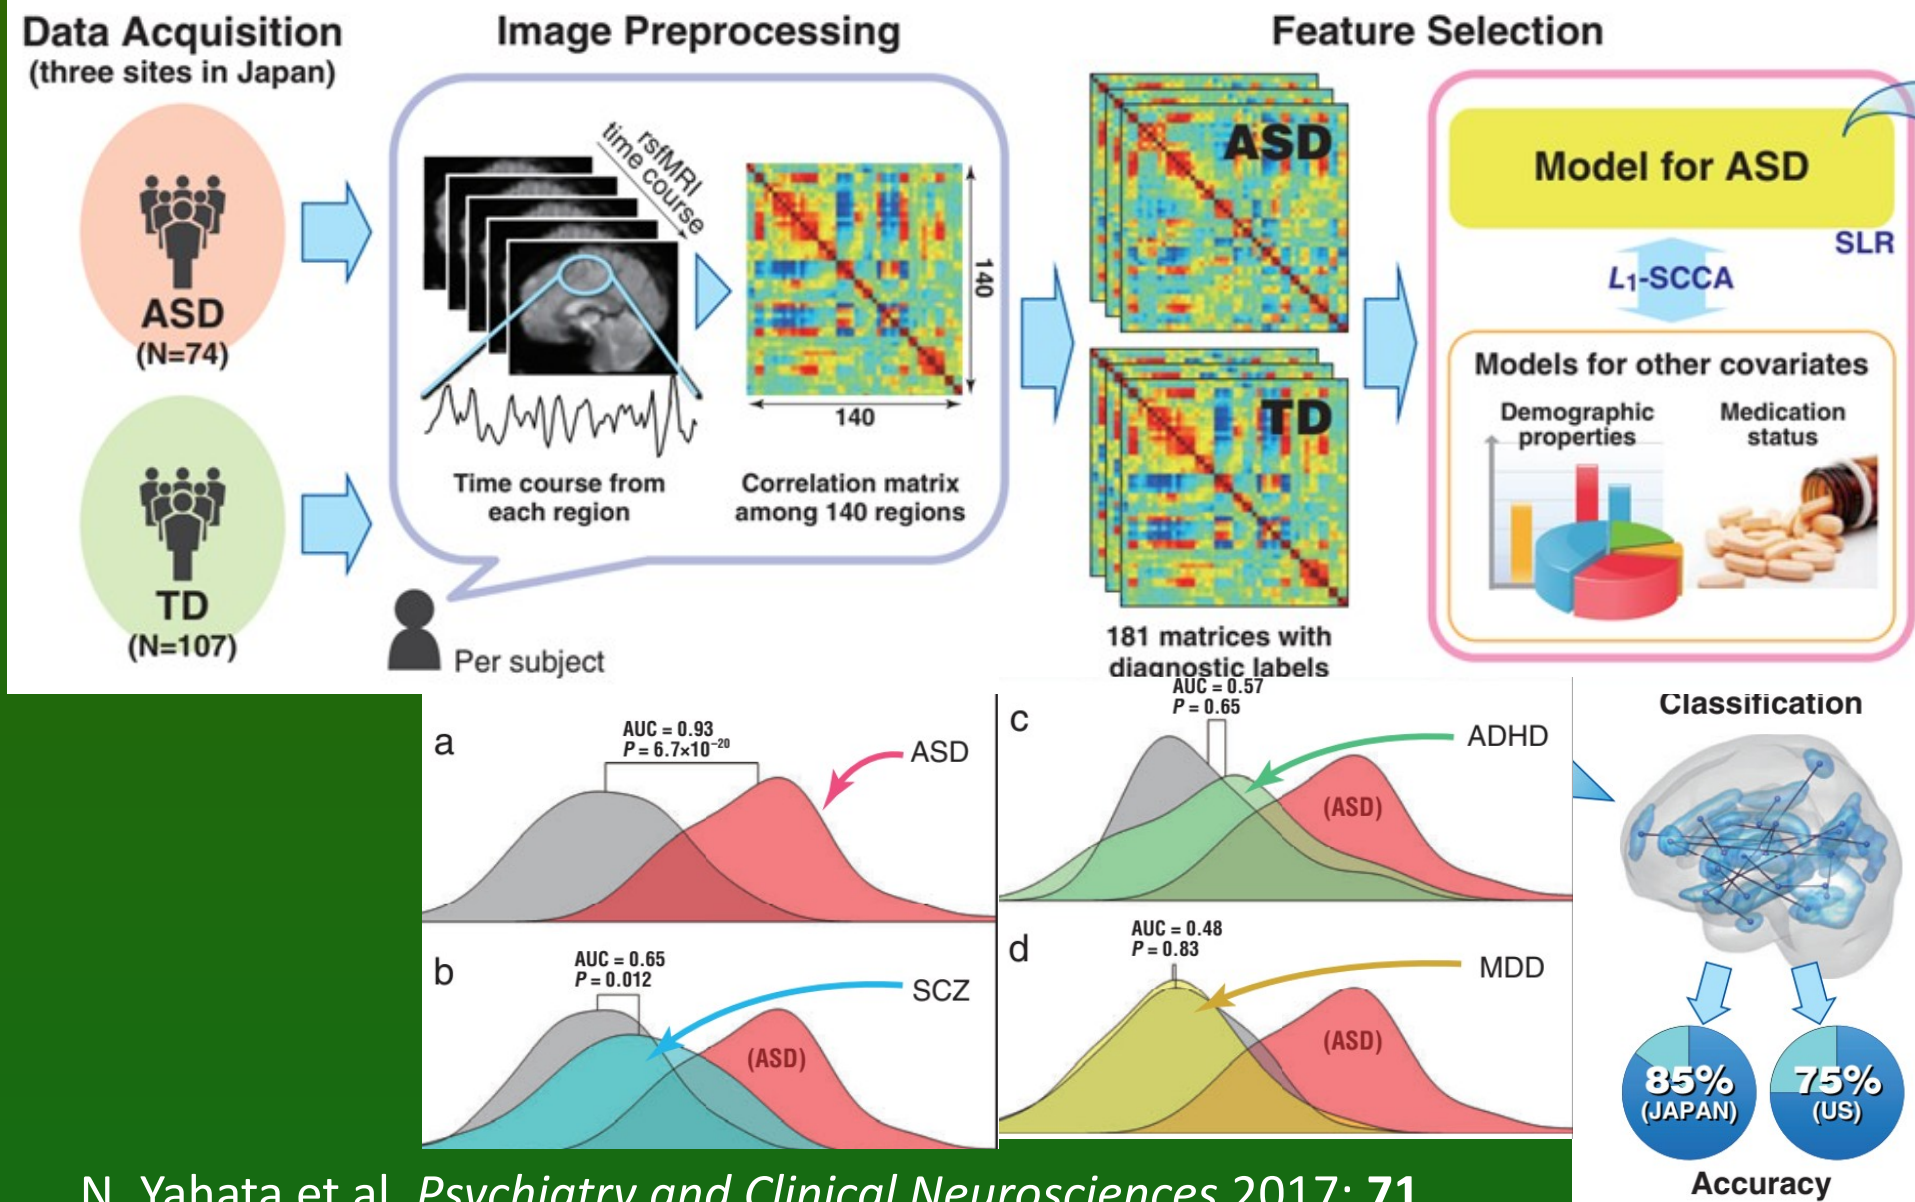 Data Acquisition
(three sites in Japan)
ASD
(N=74)
TD
(N=107)
Image Preprocessing
rsfMRI
time course
140
140
Time course from
each region
Correlation matrix
among 140 regions
Per subject
Feature Selection
ASD
TD
181 matrices with
diagnostic labels
Model for ASD
SLR
L1-SCCA
Models for other covariates
Demographic
properties
Medication
status
a
AUC = 0.93
P = 6.7×10⁻²⁰
ASD
b
AUC = 0.65
P = 0.012
SCZ
(ASD)
c
AUC = 0.57
P = 0.65
ADHD
(ASD)
d
AUC = 0.48
P = 0.83
MDD
(ASD)
Classification
85%
(JAPAN)
75%
(US)
Accuracy
N. Yahata et al. Psychiatry and Clinical Neurosciences 2017; 71